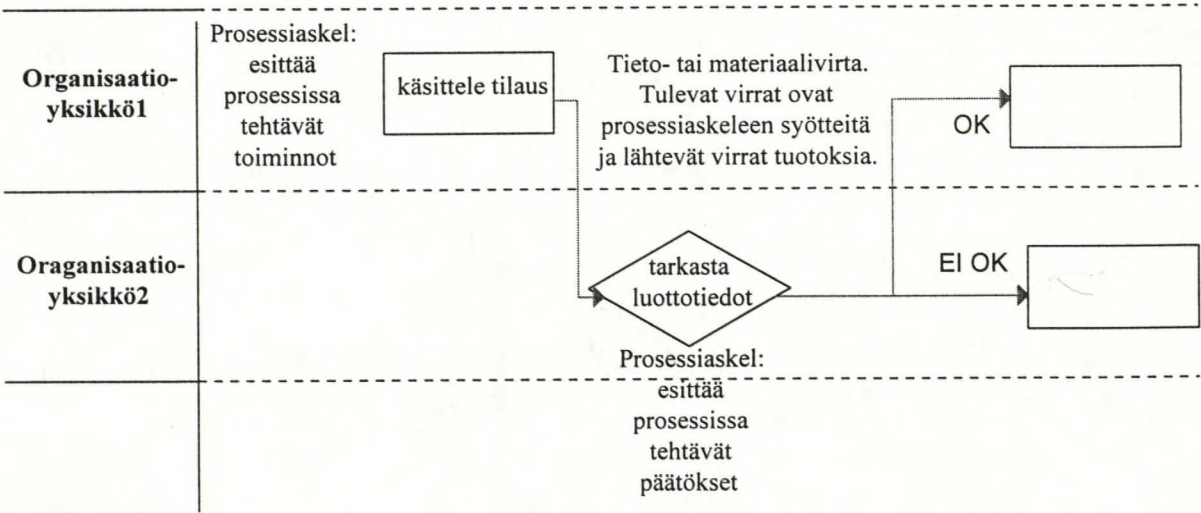 Organisaatio-
yksikkö1
Prosessiaskel:
esittää
prosessissa
tehtävät
toiminnot
käsittele tilaus
Tieto- tai materiaalivirta.
Tulevat virrat ovat
prosessiaskeleen syötteitä
ja lähtevät virrat tuotoksia.
OK
Oraganisaatio-
yksikkö2
tarkasta
luottotiedot
EI OK
Prosessiaskel:
esittää
prosessissa
tehtävät
päätökset